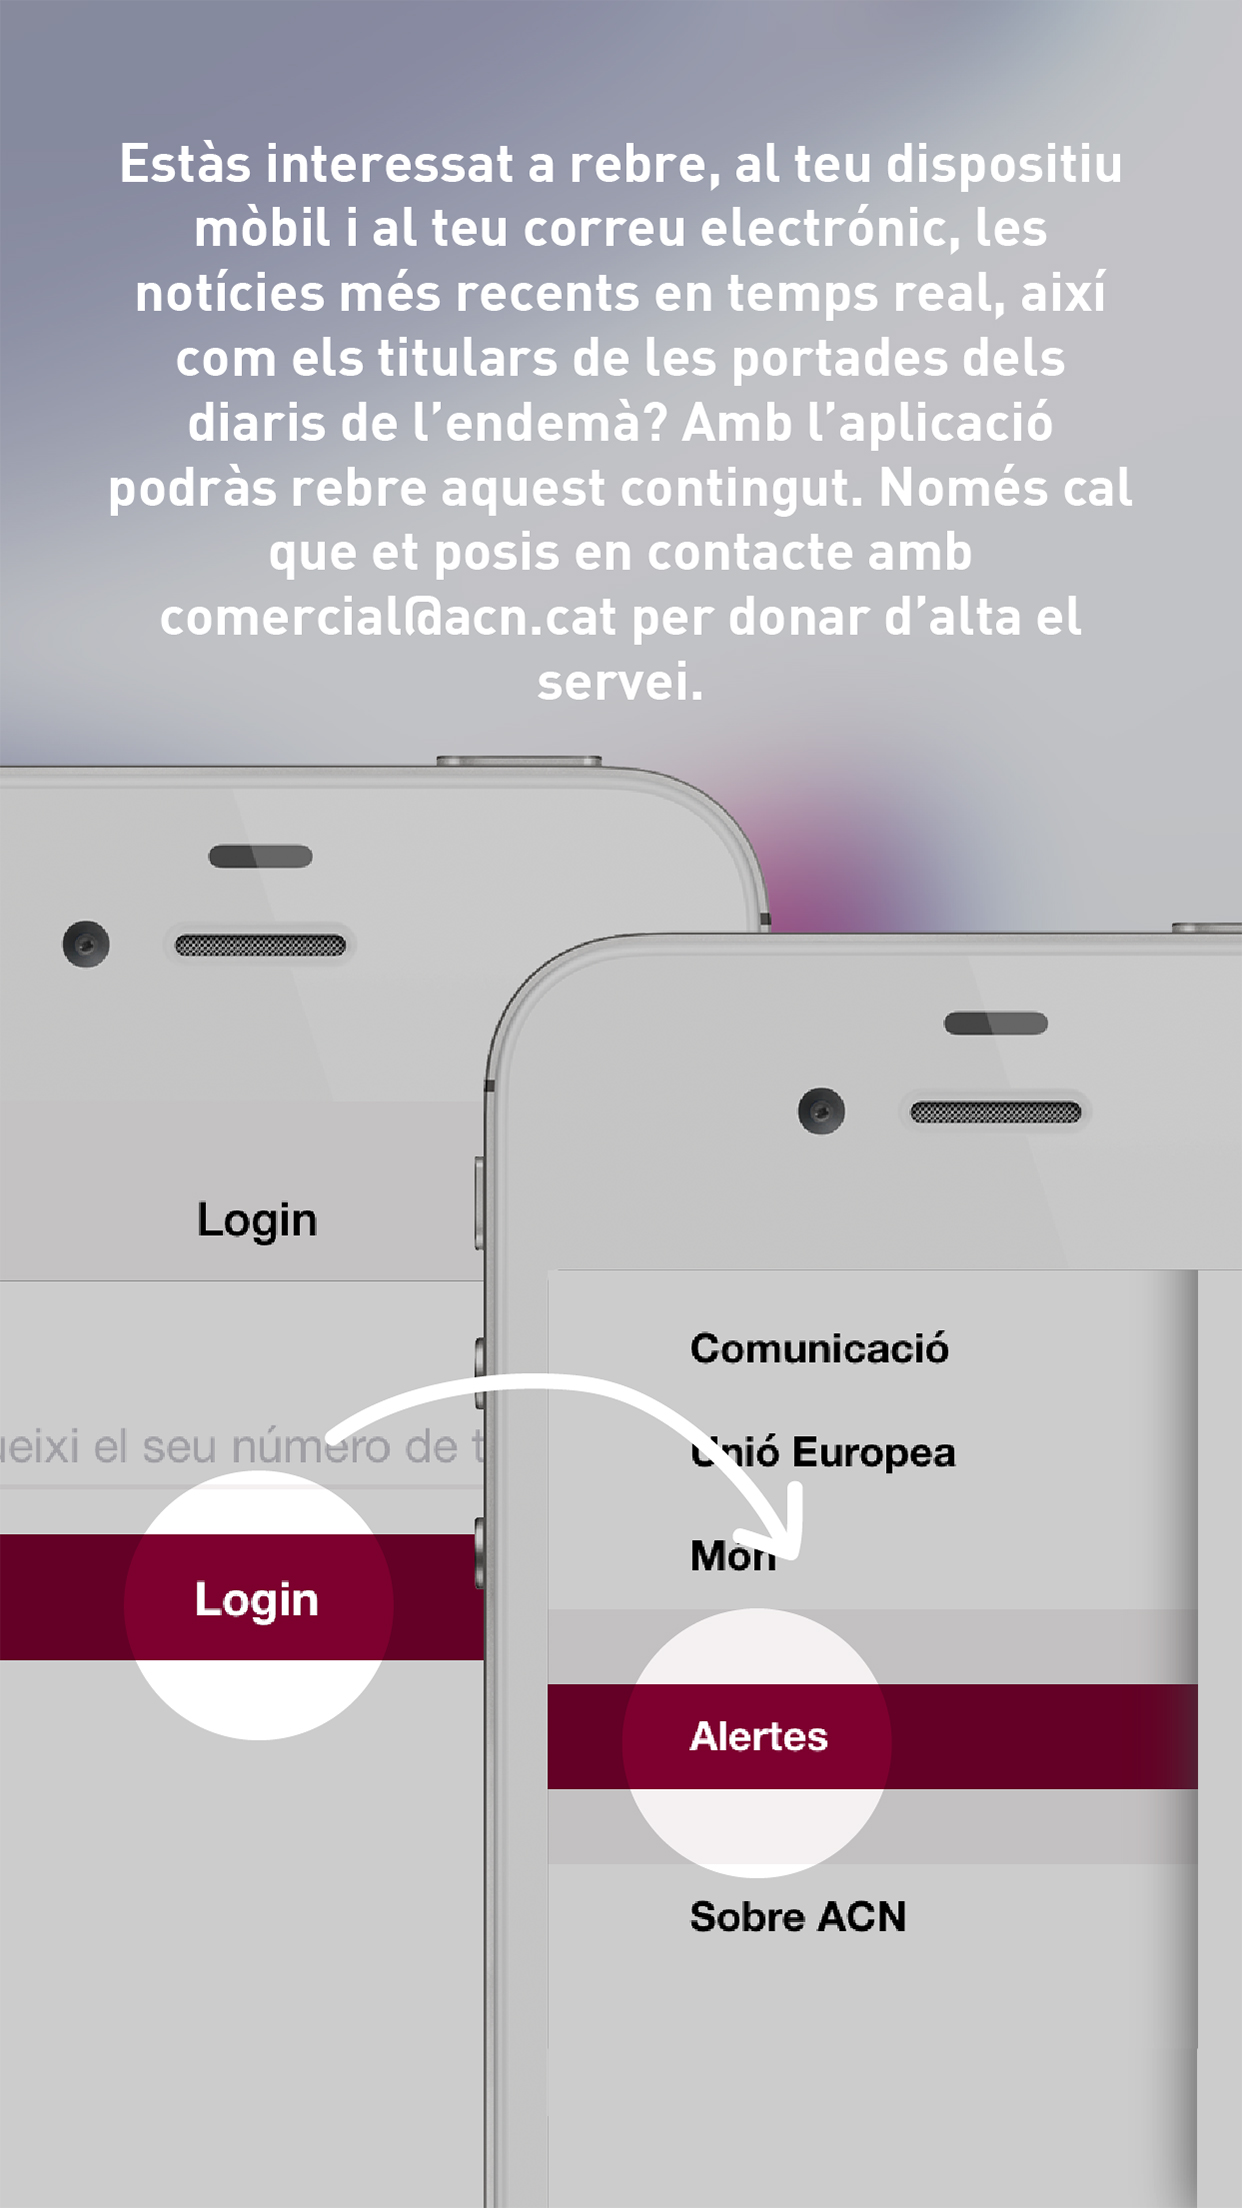 Estàs interessat a rebre, al teu dispositiu
mòbil i al teu correu electrónic, les
notícies més recents en temps real, així
com els titulars de les portades dels
diaris de l’endemà? Amb l’aplicació
podràs rebre aquest contingut. Només cal
que et posis en contacte amb
comercial@acn.cat per donar d’alta el
servei.
Login
el seu número de
Login
Comunicació
Unió Europea
Món
Alertes
Sobre ACN